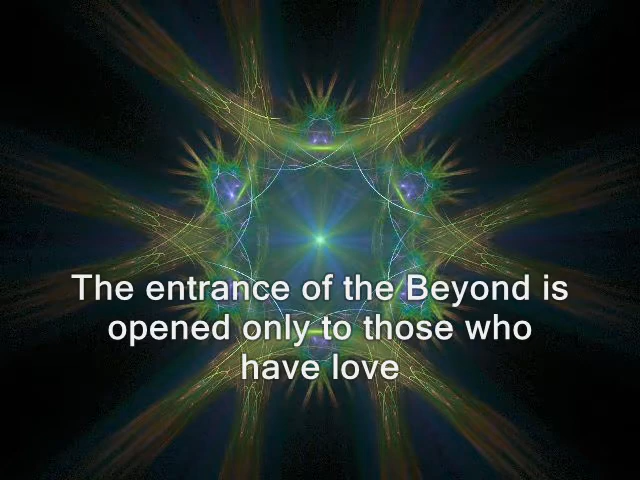 The entrance of the Beyond is
opened only to those who
have love